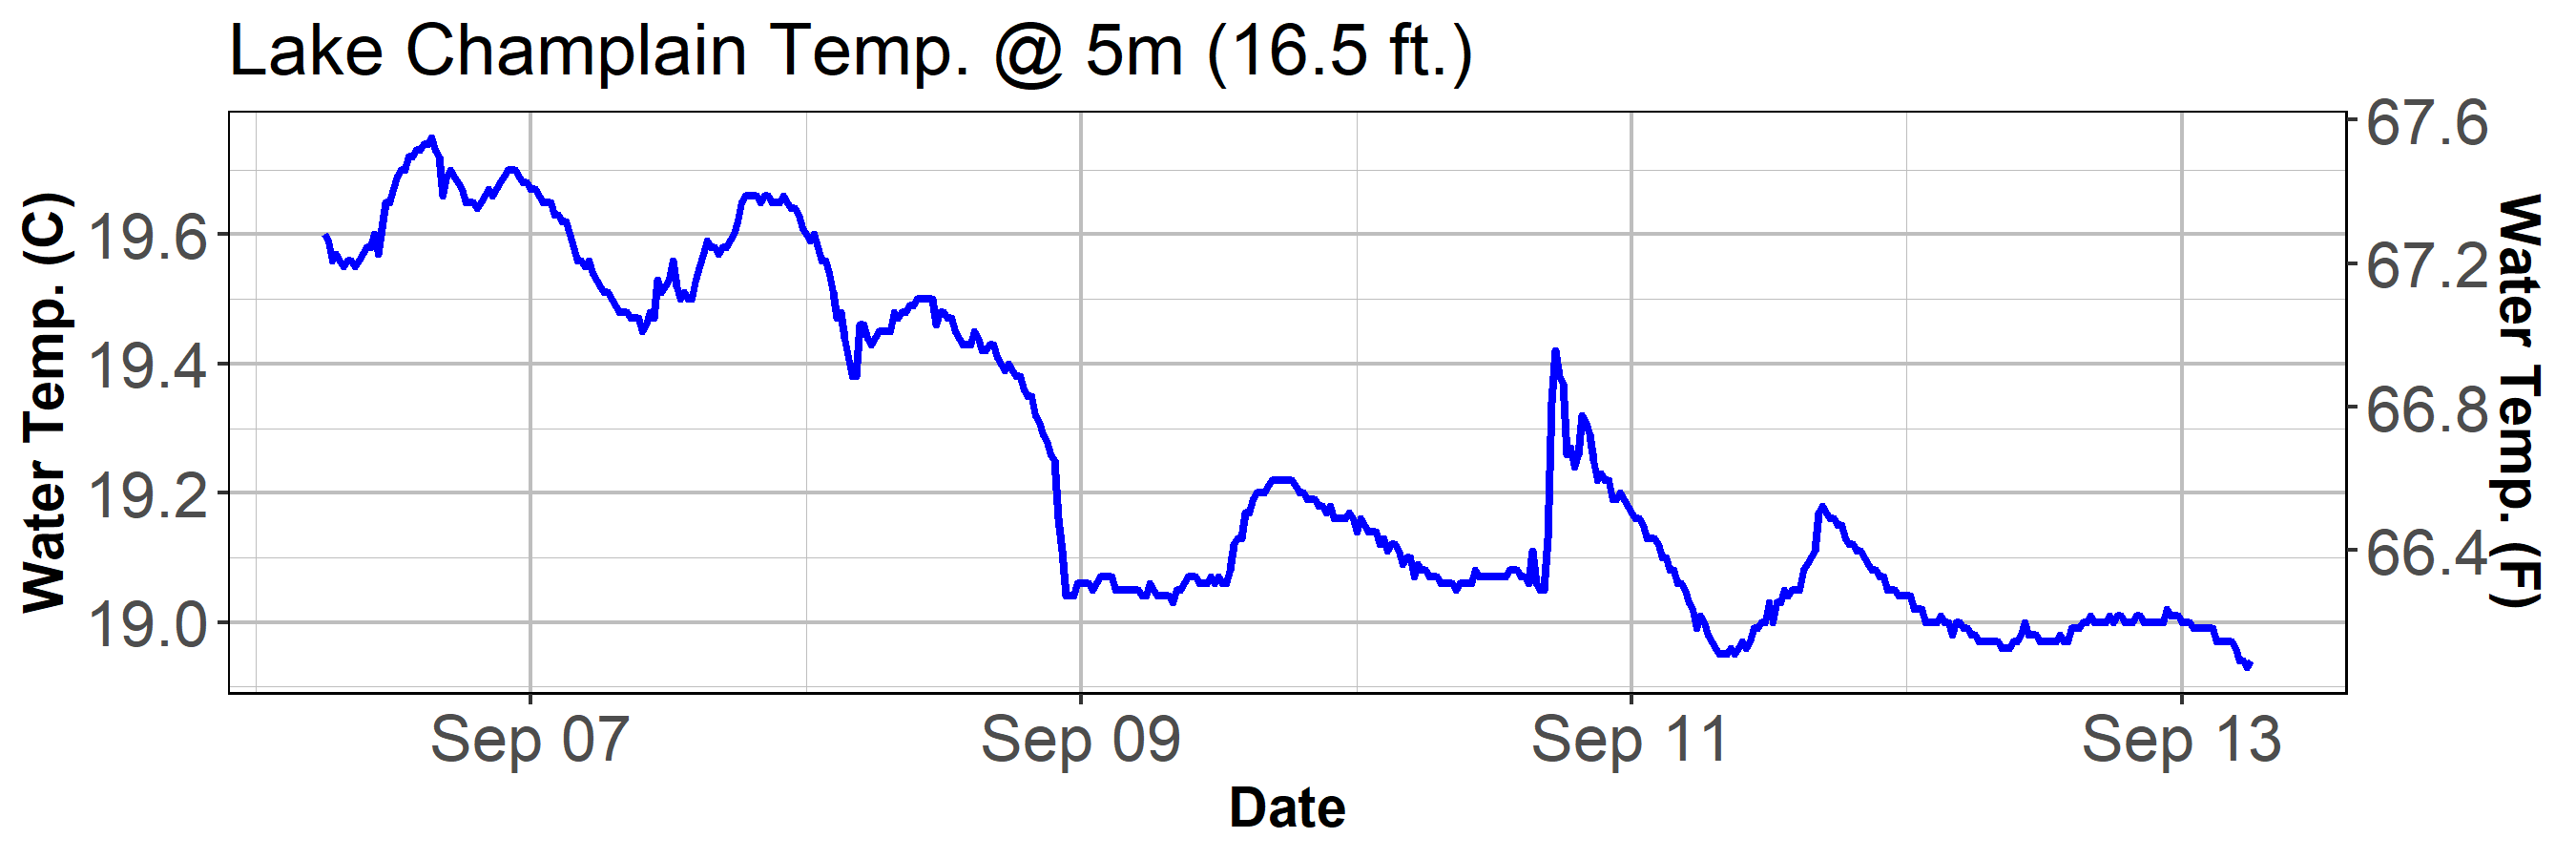 Lake Champlain Temp. @ 5m (16.5 ft.)
Water Temp. (C)
19.6
19.4
19.2
19.0
67.6
67.2
66.8
66.4
Water Temp. (F)
Sep 07 Sep 09 Sep 11 Sep 13
Date